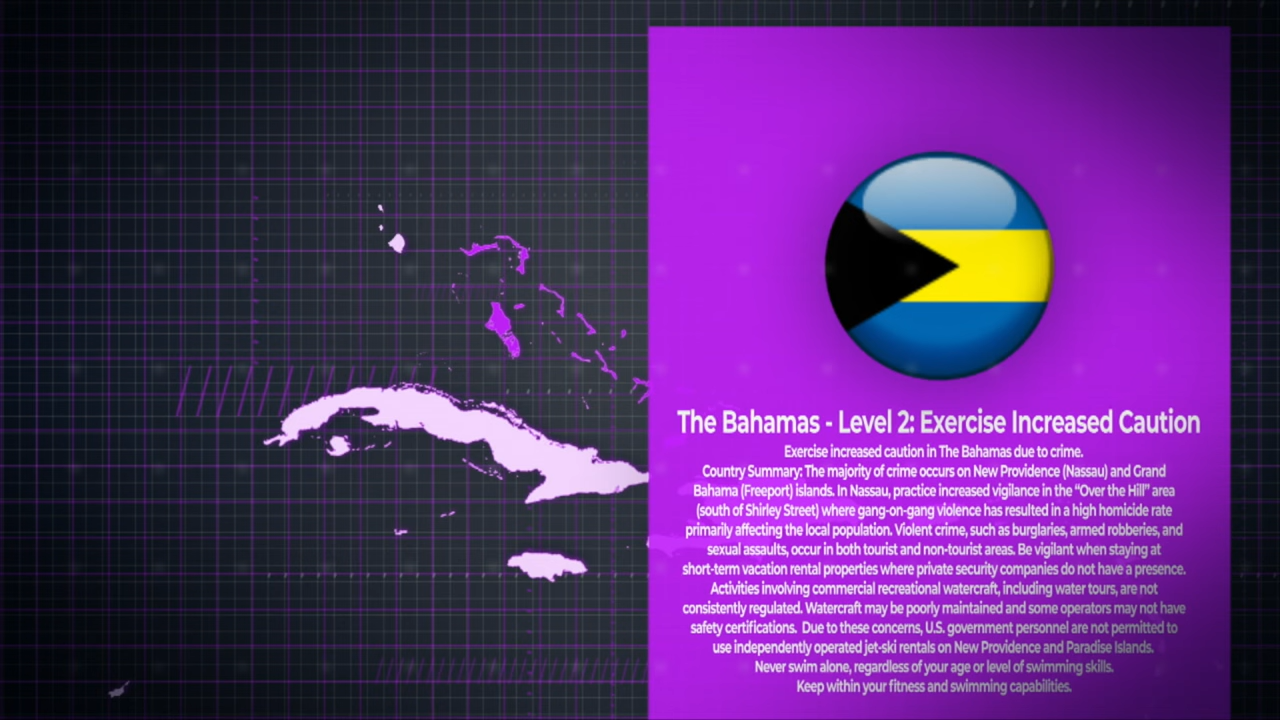 The Bahamas - Level 2: Exercise Increased Caution
Exercise increased caution in The Bahamas due to crime.
Country Summary: The majority of crime occurs on New Providence (Nassau) and Grand
Bahama (Freeport) islands. In Nassau, practice increased vigilance in the “Over the Hill” area
(south of Shirley Street) where gang-on-gang violence has resulted in a high homicide rate
primarily affecting the local population. Violent crime, such as burglaries, armed robberies, and
sexual assaults, occur in both tourist and non-tourist areas. Be vigilant when staying at
short-term vacation rental properties where private security companies do not have a presence.
Activities involving commercial recreational watercraft, including water tours, are not
consistently regulated. Watercraft may be poorly maintained and some operators may not have
safety certifications.  Due to these concerns, U.S. government personnel are not permitted to
use independently operated jet-ski rentals on New Providence and Paradise Islands.
Never swim alone, regardless of your age or level of swimming skills.
Keep within your fitness and swimming capabilities.